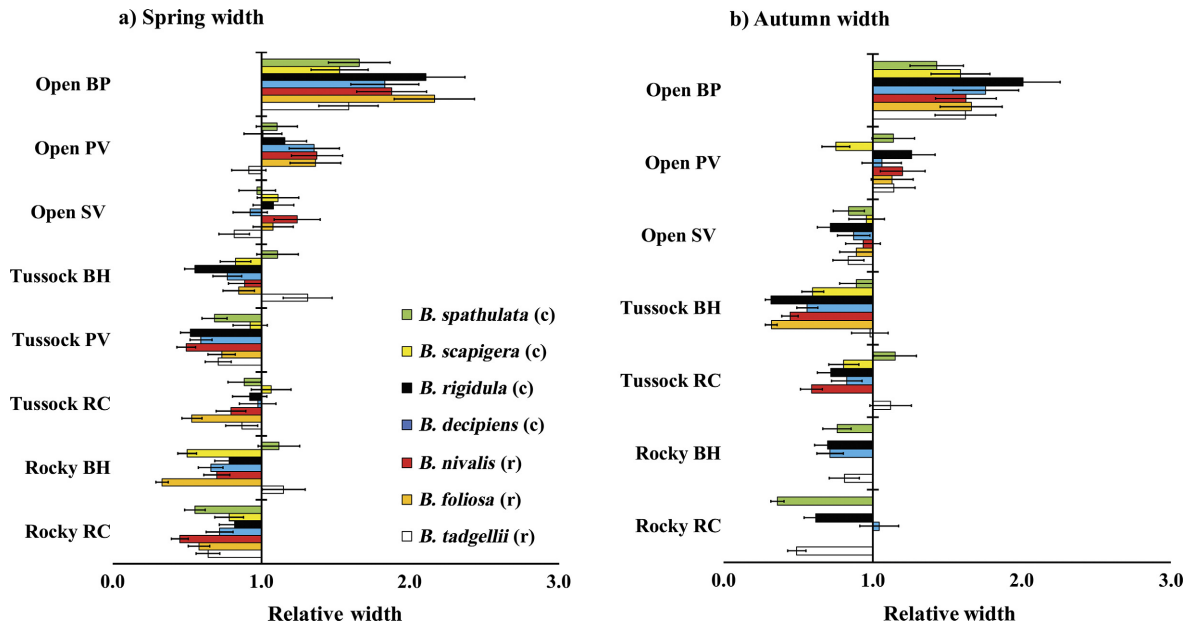 a) Spring width
Open BP
Open PV
Open SV
Tussock BH
Tussock PV
Tussock RC
Rocky BH
Rocky RC
B. spathulata (c)
B. scapigera (c)
B. rigidula (c)
B. decipiens (c)
B. nivalis (r)
B. foliosa (r)
B. tadgellii (r)
0.0 1.0 2.0 3.0
Relative width
b) Autumn width
Open BP
Open PV
Open SV
Tussock BH
Tussock RC
Rocky BH
Rocky RC
0.0 1.0 2.0 3.0
Relative width